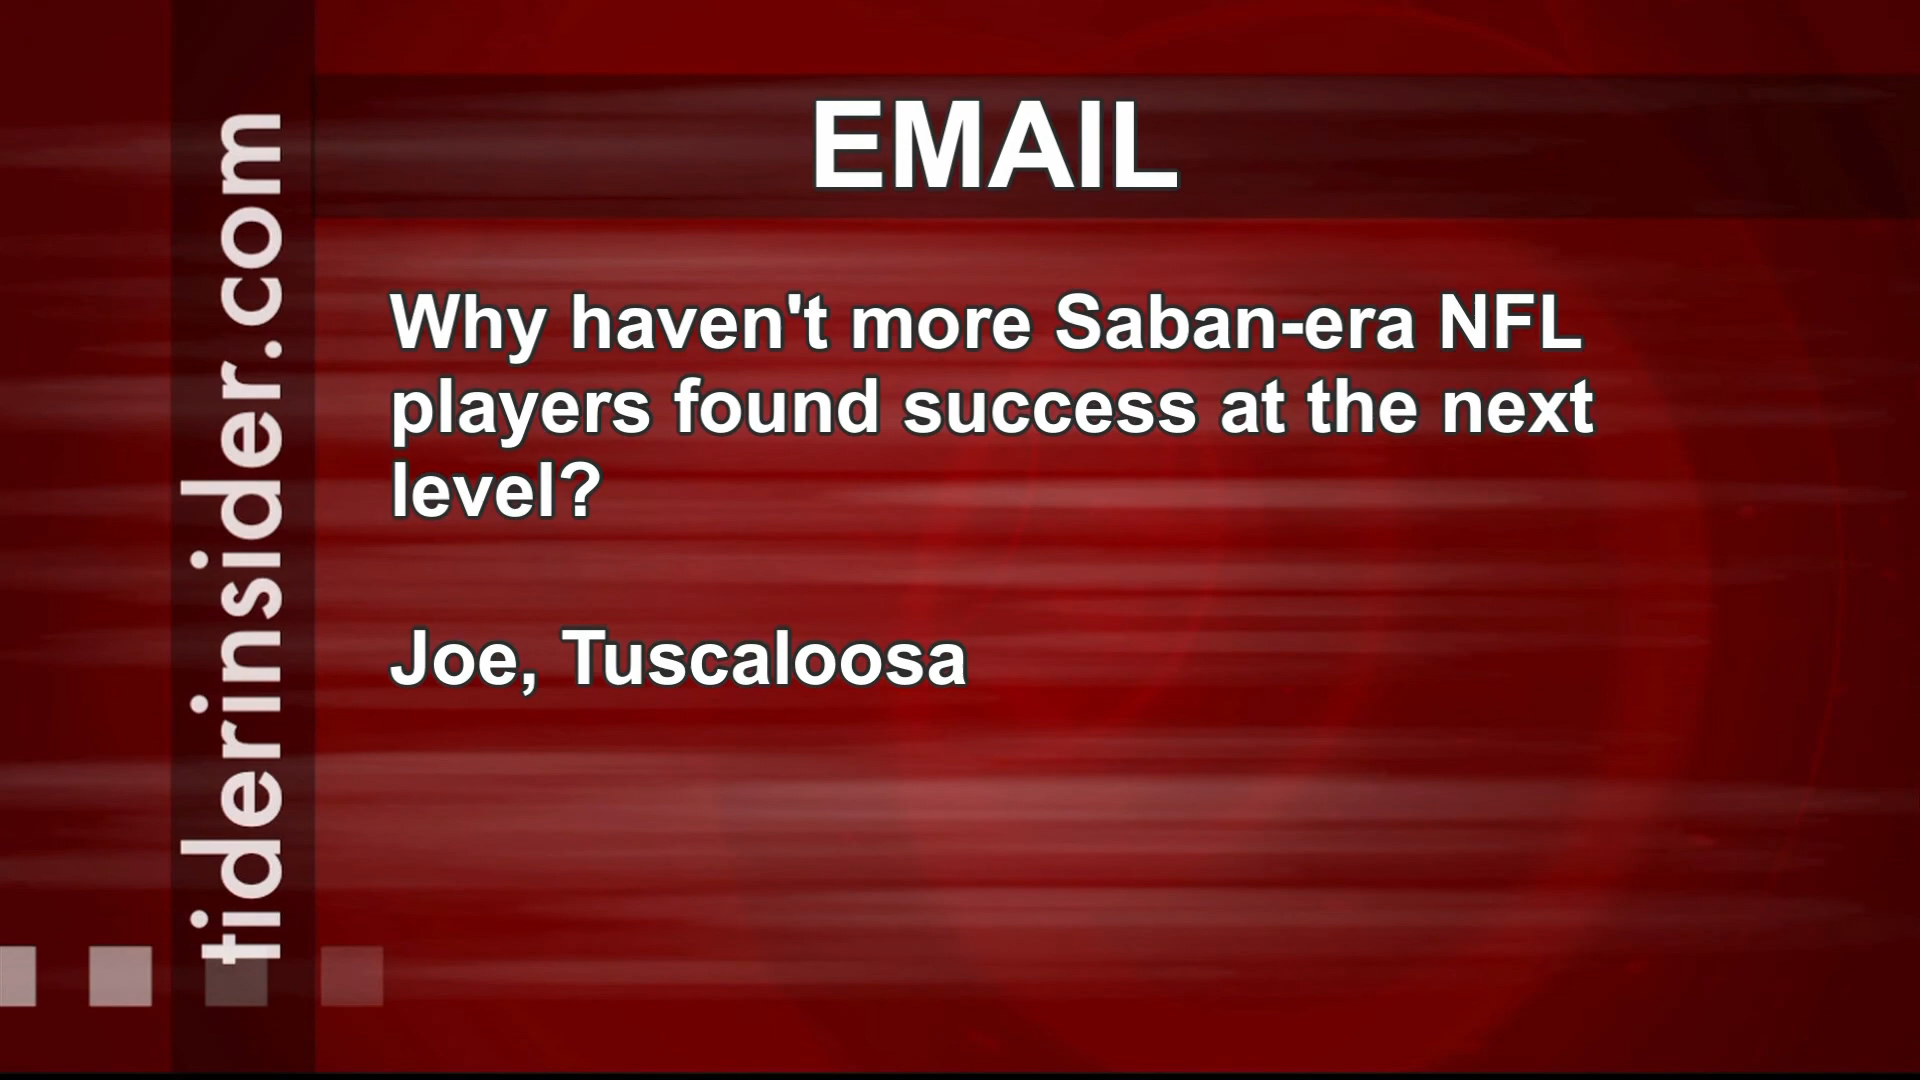 EMAIL
Why haven't more Saban-era NFL
players found success at the next
level?
Joe, Tuscaloosa
tiderinsider.com